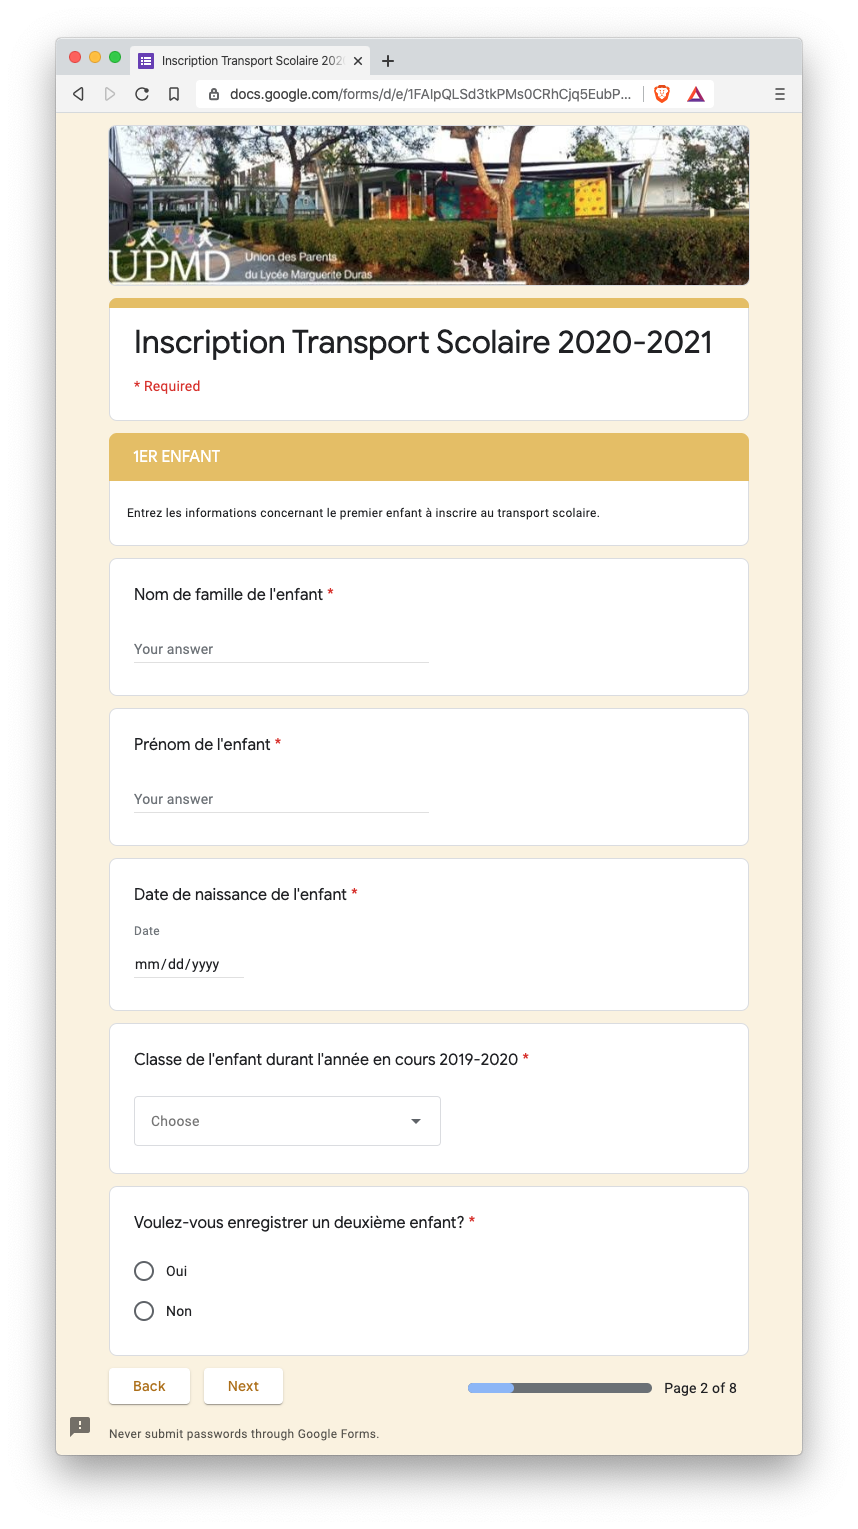 Inscription Transport Scolaire 202
docs.google.com/forms/d/e/1FAIpQLSd3tkPMs0CRhCjq5EubP...
UPMD
Union des Parents
du Lycée Marguerite Duras
Inscription Transport Scolaire 2020-2021
* Required
1ER ENFANT
Entrez les informations concernant le premier enfant à inscrire au transport scolaire.
Nom de famille de l'enfant *
Your answer
Prénom de l'enfant *
Your answer
Date de naissance de l'enfant *
Date
mm/dd/yyyy
Classe de l'enfant durant l'année en cours 2019-2020 *
Choose
Voulez-vous enregistrer un deuxième enfant? *
Oui
Non
Back
Next
Page 2 of 8
Never submit passwords through Google Forms.